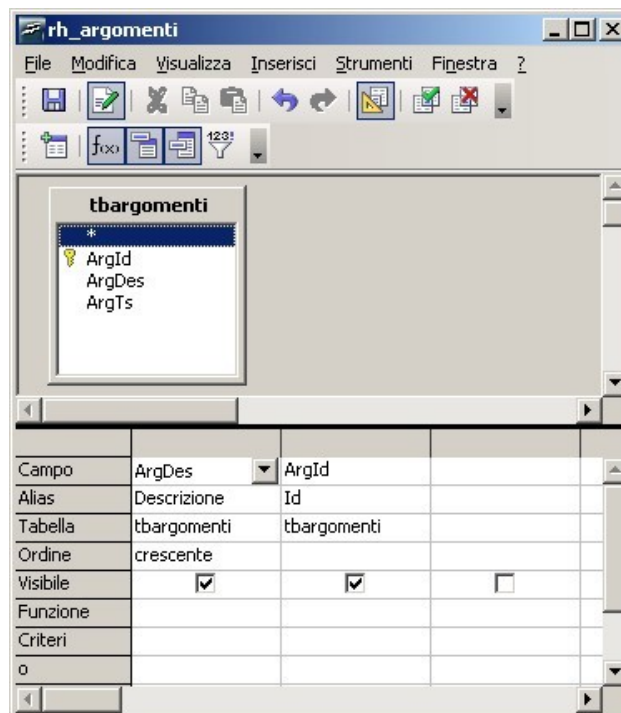 rh_argomenti
File Modifica Visualizza Inserisci Strumenti Finestra ?
f(x) 123!
tbargomenti
*
ArgId
ArgDes
ArgTs
Campo ArgDes ArgId
Alias Descrizione Id
Tabella tbargomenti tbargomenti
Ordine crescente
Visibile
Funzione
Criteri
o